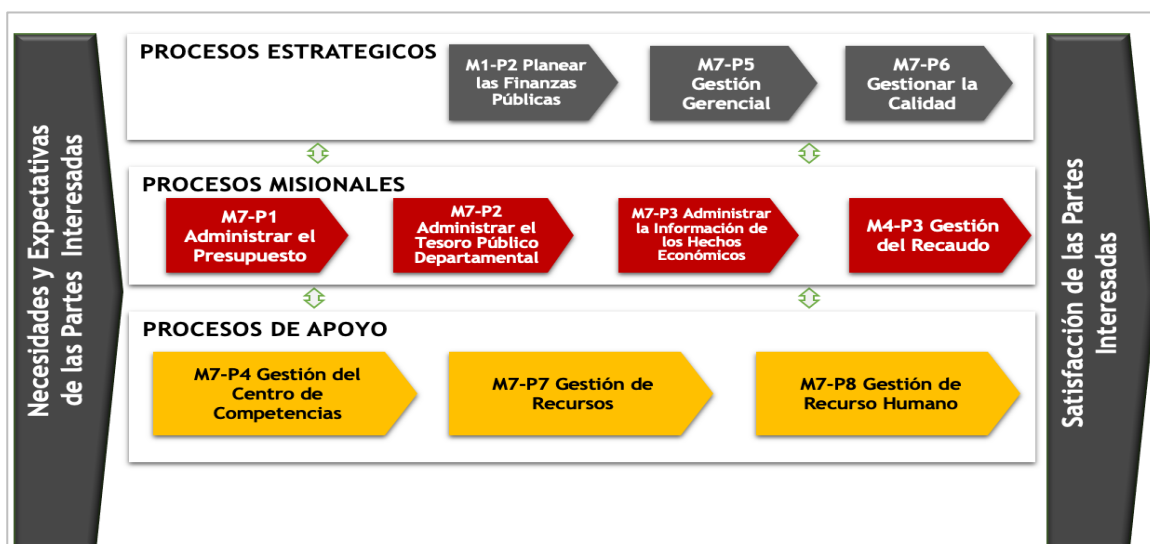 Necesidades y Expectativas
de las Partes Interesadas
PROCESOS ESTRATEGICOS
M1-P2 Planear
las Finanzas
Públicas
M7-P5
Gestión
Gerencial
M7-P6
Gestionar la
Calidad
PROCESOS MISIONALES
M7-P1
Administrar el
Presupuesto
M7-P2
Administrar el
Tesoro Público
Departamental
M7-P3 Administrar
la Información de
los Hechos
Económicos
M4-P3 Gestión
del Recaudo
PROCESOS DE APOYO
M7-P4 Gestión del
Centro de
Competencias
M7-P7 Gestión de
Recursos
M7-P8 Gestión de
Recurso Humano
Satisfacción de las Partes
Interesadas